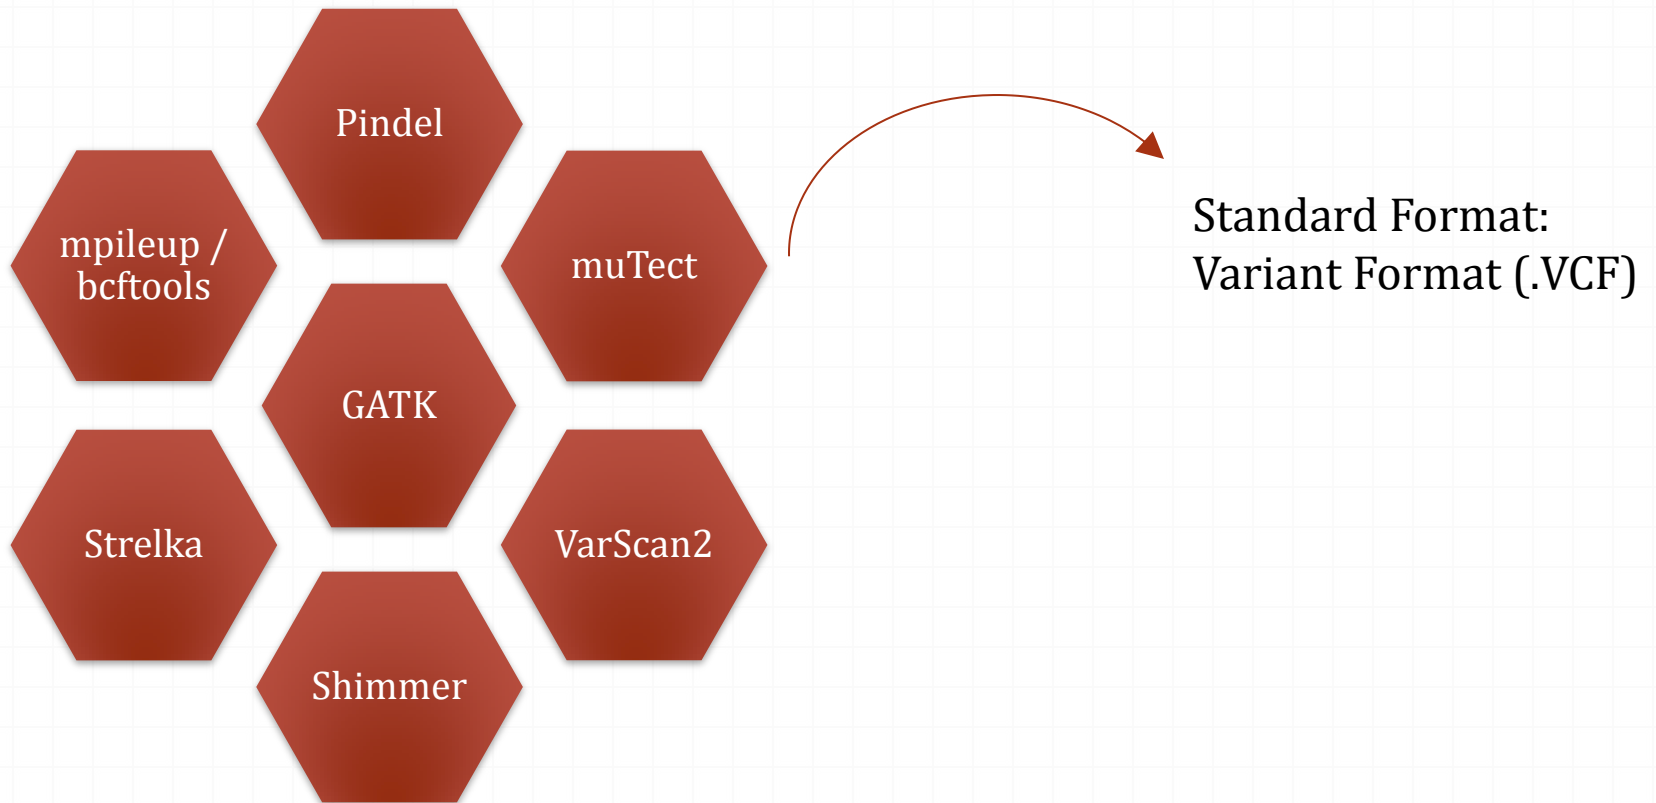 Pindel
mpileup /
bcftools
muTect
GATK
Strelka
VarScan2
Shimmer
Standard Format:
Variant Format (.VCF)